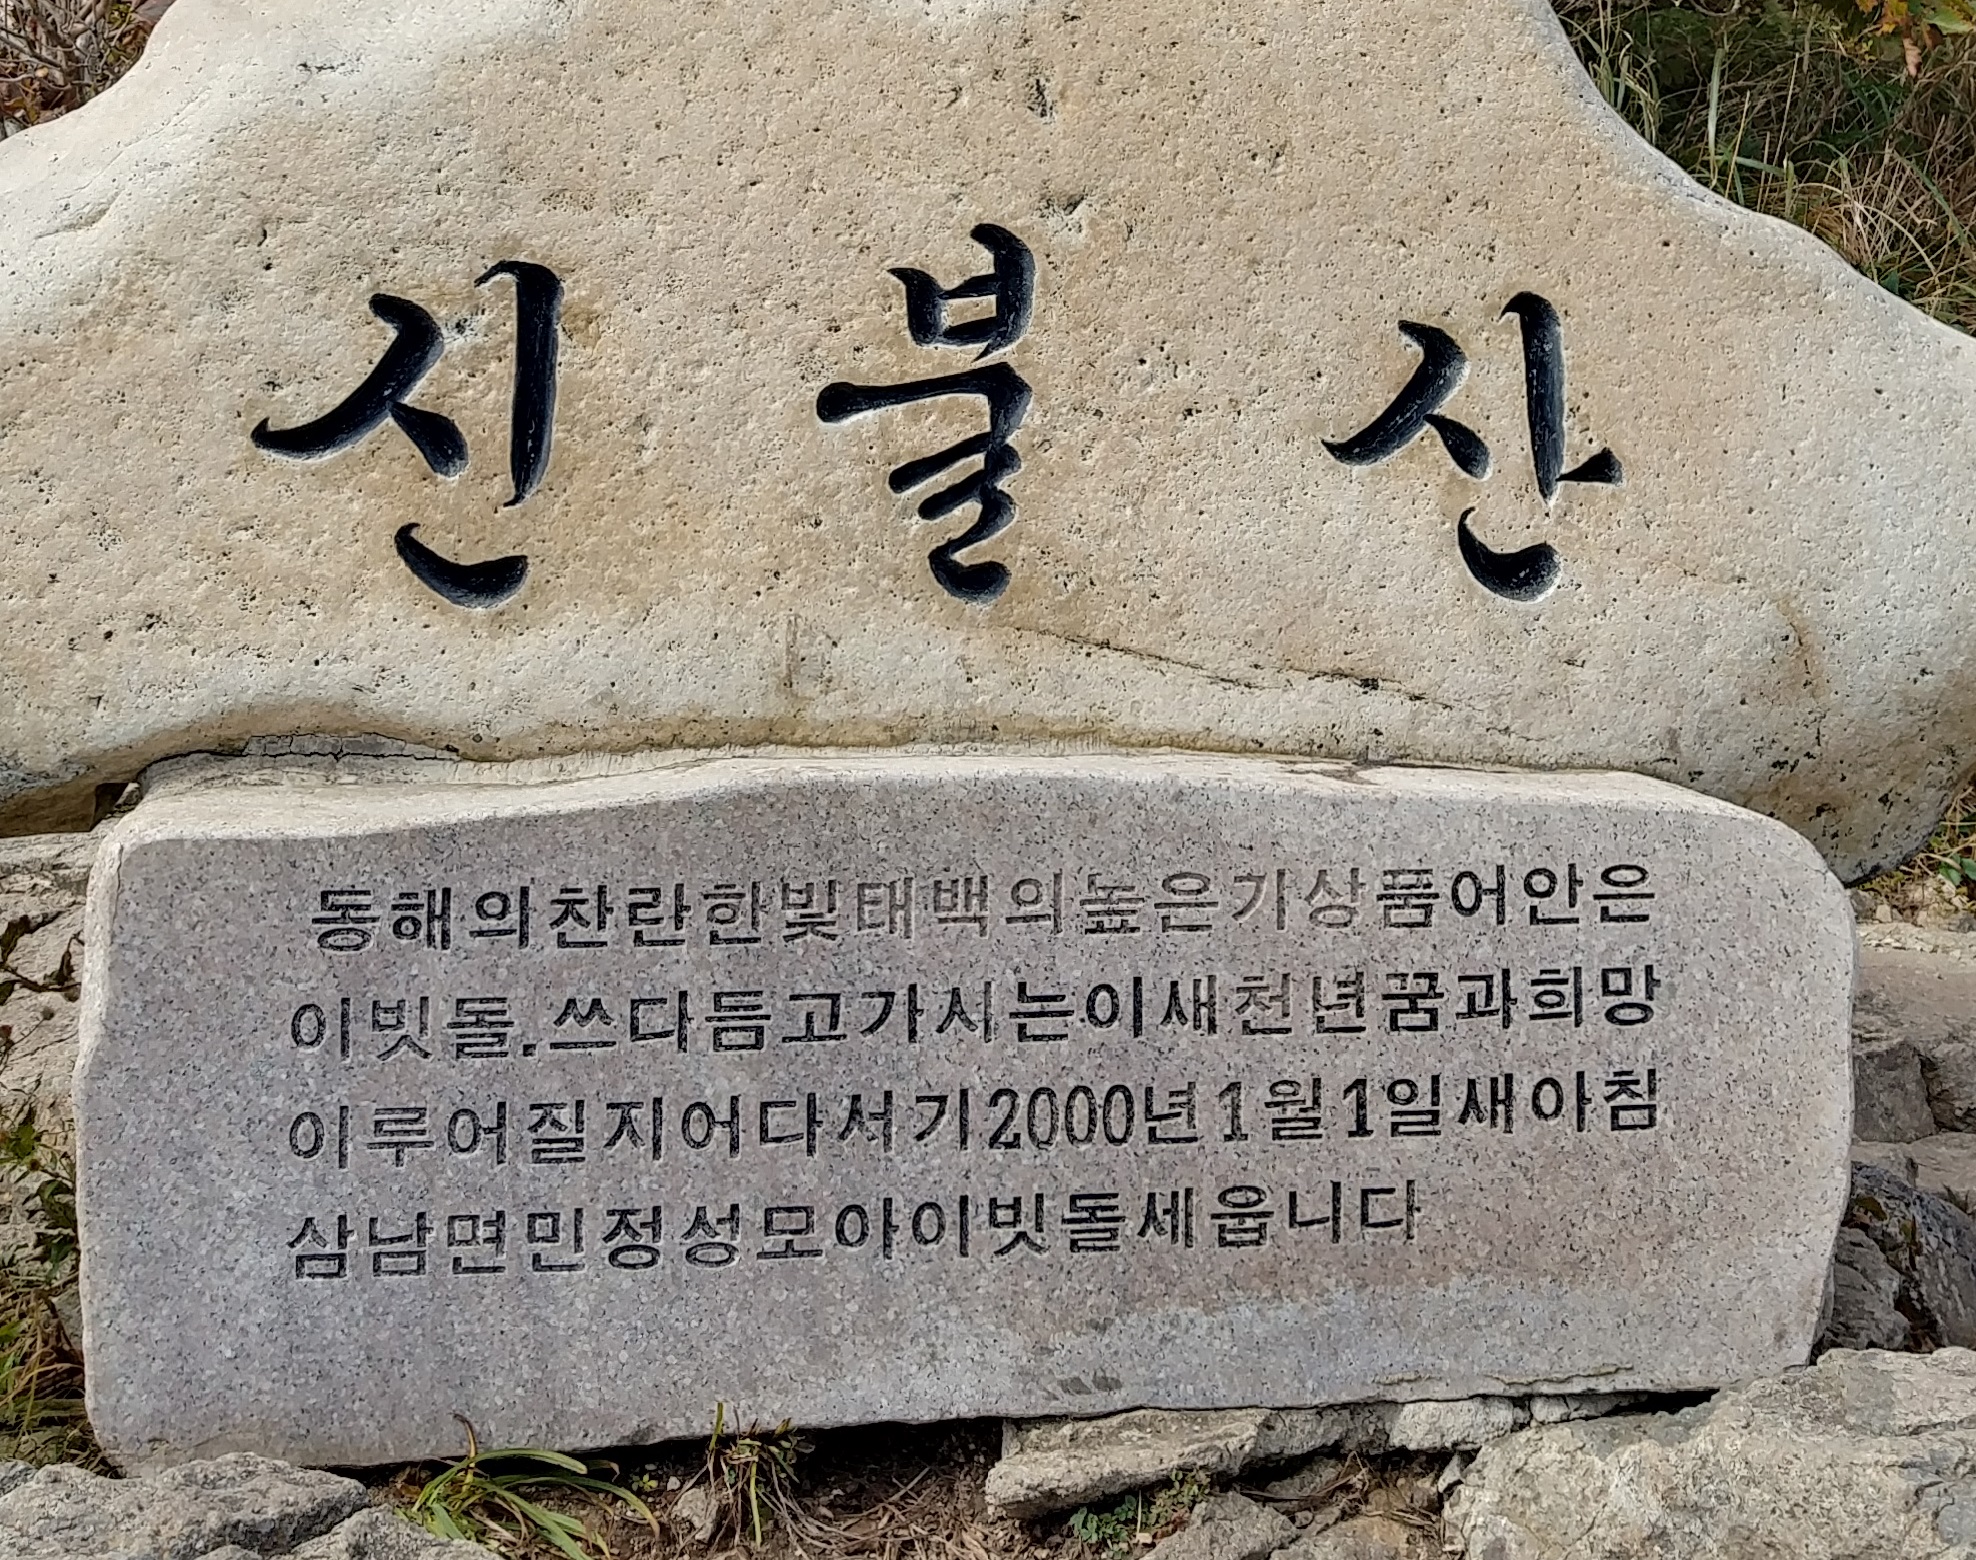 신불산
동해의찬란한빛태백의높은기상품어안은
이빗돌.쓰다듬고가시는이새천년꿈과희망
이루어질지어다서기2000년1월1일새아침
삼남면민정성모아이빗돌세웁니다